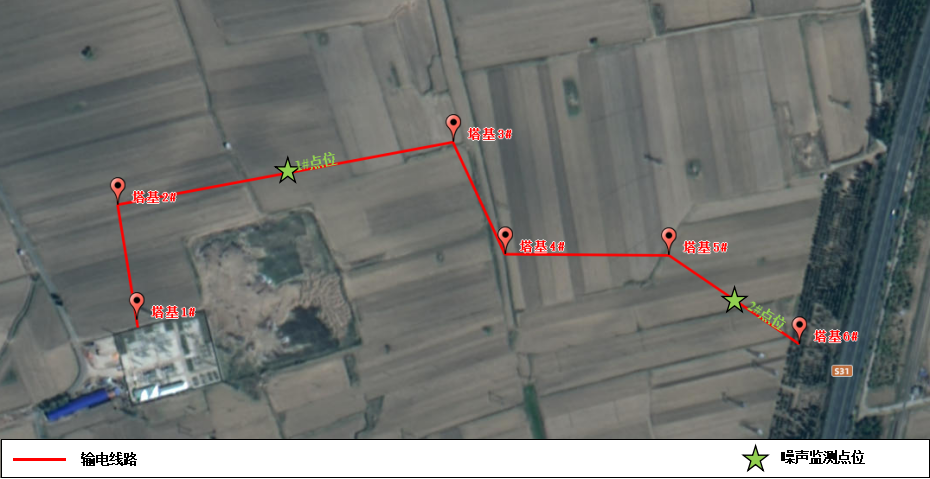 塔基3#
1#点位
塔基2#
塔基4#
塔基5#
塔基1#
2#点位
塔基6#
S31
输电线路
噪声监测点位